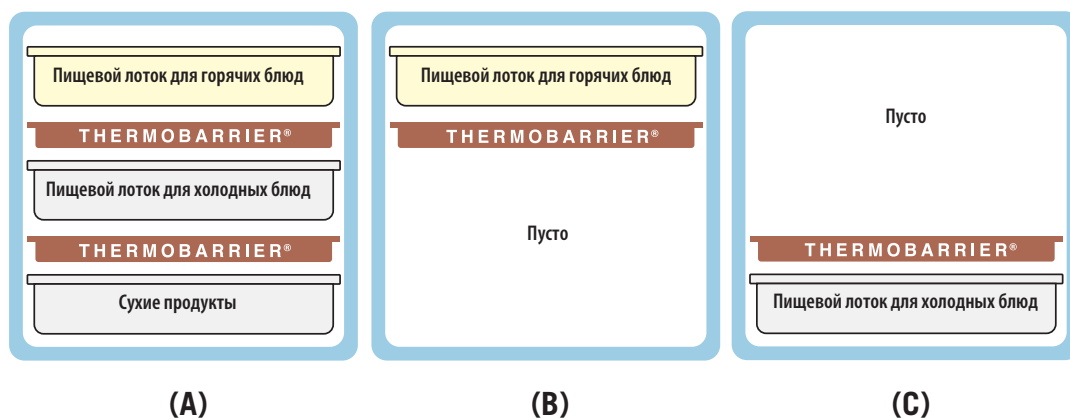 Пищевой лоток для горячих блюд
THERMOBARRIER®
Пищевой лоток для холодных блюд
THERMOBARRIER®
Сухие продукты
(A)
Пищевой лоток для горячих блюд
THERMOBARRIER®
Пусто
(B)
Пусто
THERMOBARRIER®
Пищевой лоток для холодных блюд
(C)